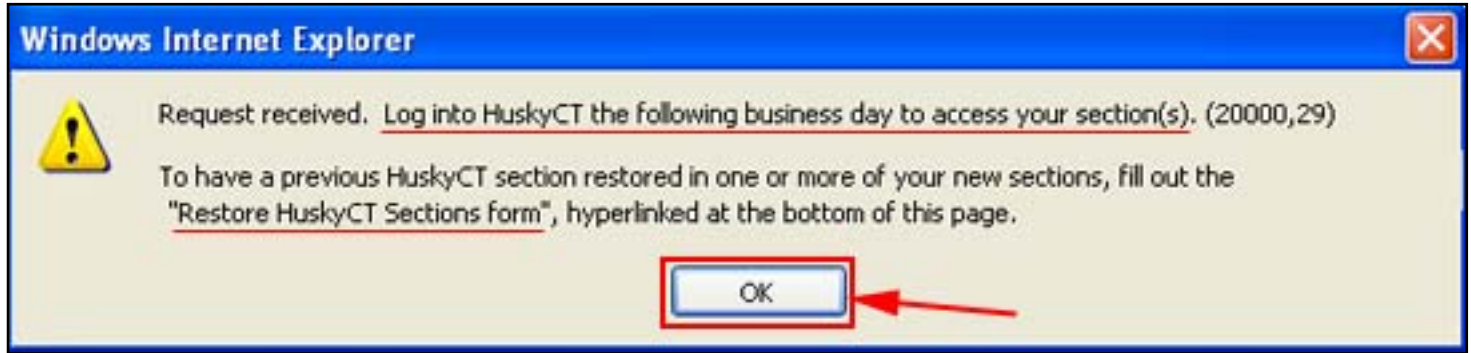 Windows Internet Explorer
Request received. Log into HuskyCT the following business day to access your section(s). (20000,29)
To have a previous HuskyCT section restored in one or more of your new sections, fill out the
"Restore HuskyCT Sections form", hyperlinked at the bottom of this page.
OK